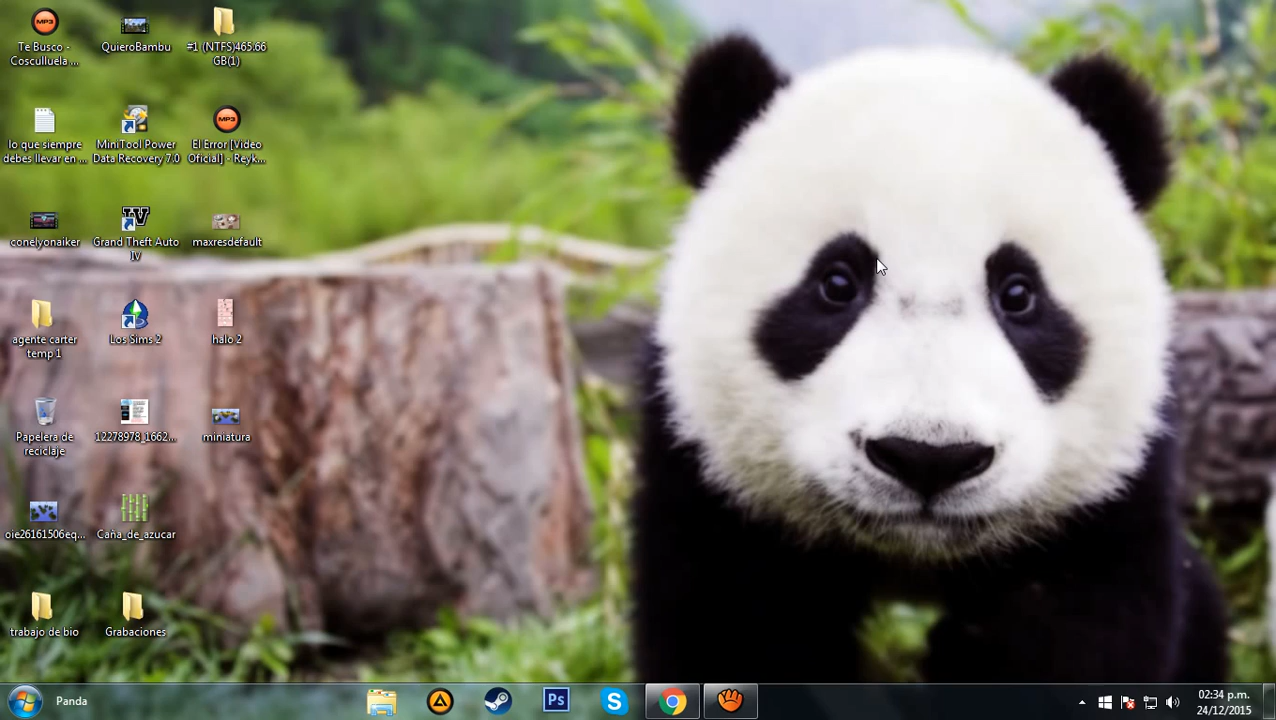 Te Busco -
Cosculluela ...
QuieroBambu
#1 (NTFS)465.66
GB(1)
lo que siempre
debes llevar en ...
MiniTool Power
Data Recovery 7.0
El Error [Video
Oficial] - Reyk...
conelyonaiker
Grand Theft Auto
IV
maxresdefault
agente carter
temp 1
Los Sims 2
halo 2
Papelera de
reciclaje
12278978_1662...
miniatura
oie26161506eq...
Caña_de_azucar
trabajo de bio
Grabaciones
MP3
MP3
IV
Panda
Ps
S
02:34 p.m.
24/12/2015